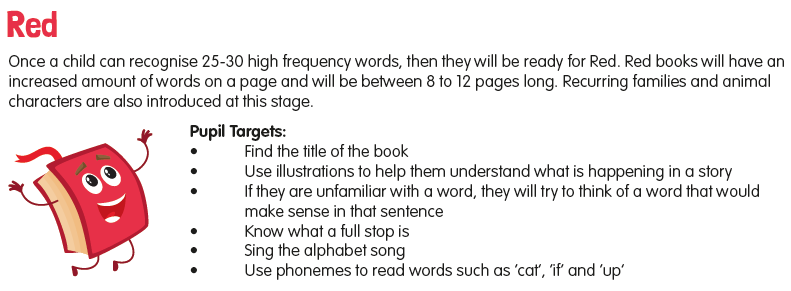 Red
Once a child can recognise 25-30 high frequency words, then they will be ready for Red. Red books will have an
increased amount of words on a page and will be between 8 to 12 pages long. Recurring families and animal
characters are also introduced at this stage.
Pupil Targets:
• Find the title of the book
• Use illustrations to help them understand what is happening in a story
• If they are unfamiliar with a word, they will try to think of a word that would
make sense in that sentence
• Know what a full stop is
• Sing the alphabet song
• Use phonemes to read words such as 'cat', 'if' and 'up'